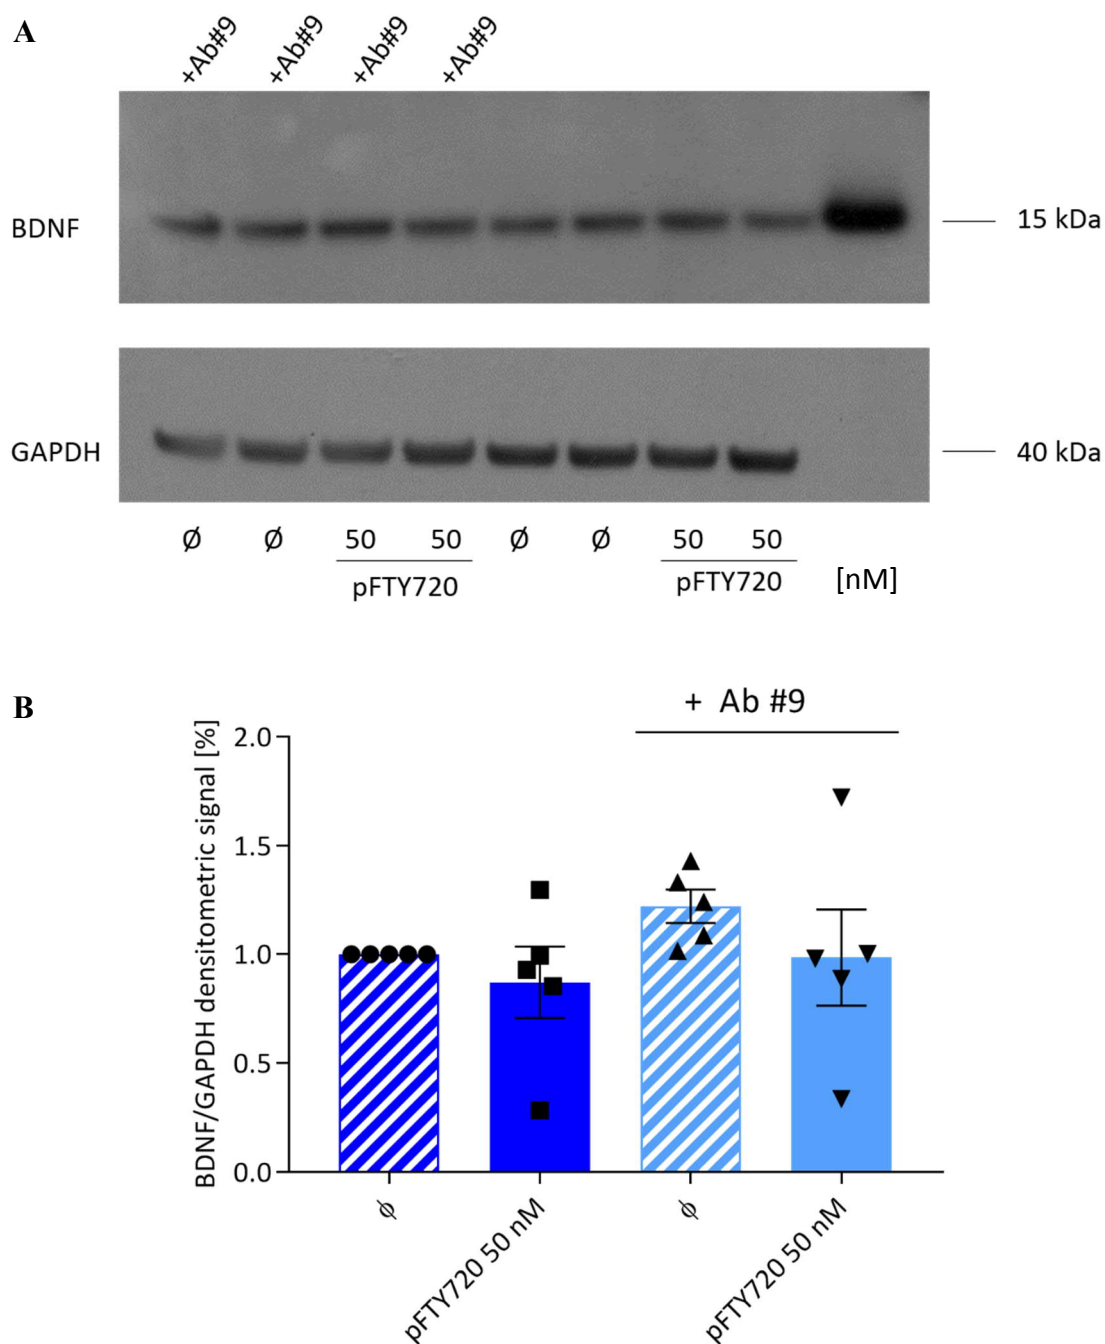 A
+Ab#9 +Ab#9 +Ab#9 +Ab#9
BDNF
15 kDa
GAPDH
40 kDa
Ø Ø 50 50 Ø Ø 50 50
pFTY720 pFTY720 [nM]
B
+ Ab #9
BDNF/GAPDH densitometric signal [%]
2.0
1.5
1.0
0.5
0.0
ϕ
pFTY720 50 nM
ϕ
pFTY720 50 nM